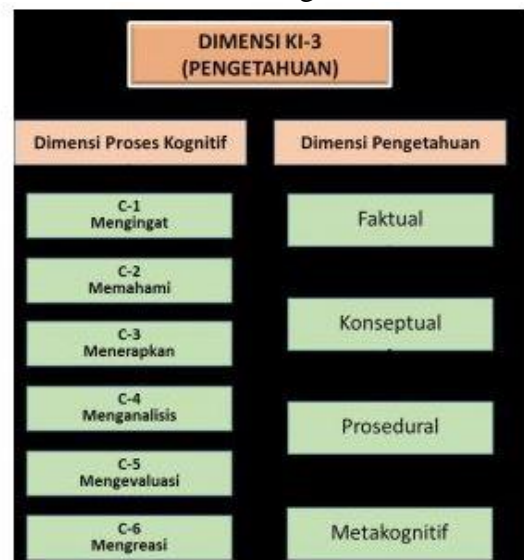 DIMENSI KI-3
(PENGETAHUAN)
Dimensi Proses Kognitif
C-1
Mengingat
C-2
Memahami
C-3
Menerapkan
C-4
Menganalisis
C-5
Mengevaluasi
C-6
Mengreasi
Dimensi Pengetahuan
Faktual
Konseptual
Prosedural
Metakognitif